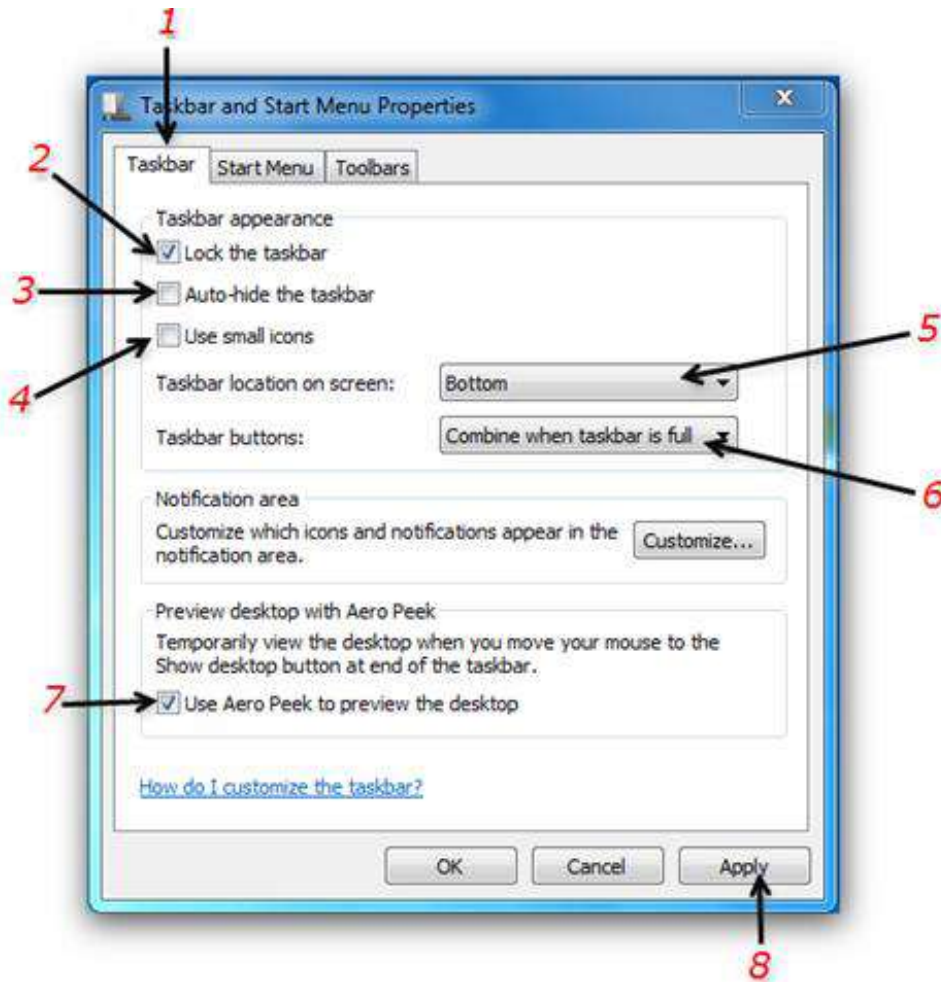 1
Taskbar and Start Menu Properties
x
2
Taskbar
Start Menu
Toolbars
Taskbar appearance
Lock the taskbar
3
Auto-hide the taskbar
4
Use small icons
5
Taskbar location on screen:
Bottom
Taskbar buttons:
Combine when taskbar is full
6
Notification area
Customize which icons and notifications appear in the
notification area.
Customize...
Preview desktop with Aero Peek
Temporarily view the desktop when you move your mouse to the
Show desktop button at end of the taskbar.
7
Use Aero Peek to preview the desktop
How do I customize the taskbar?
OK
Cancel
Apply
8